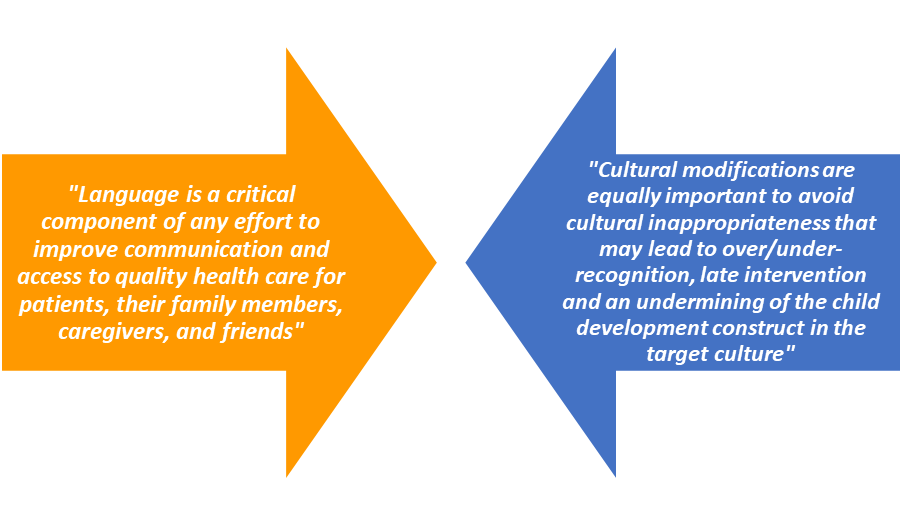 "Language is a critical
component of any effort to
improve communication and
access to quality health care for
patients, their family members,
caregivers, and friends"
"Cultural modifications are
equally important to avoid
cultural inappropriateness that
may lead to over/under-
recognition, late intervention
and an undermining of the child
development construct in the
target culture"